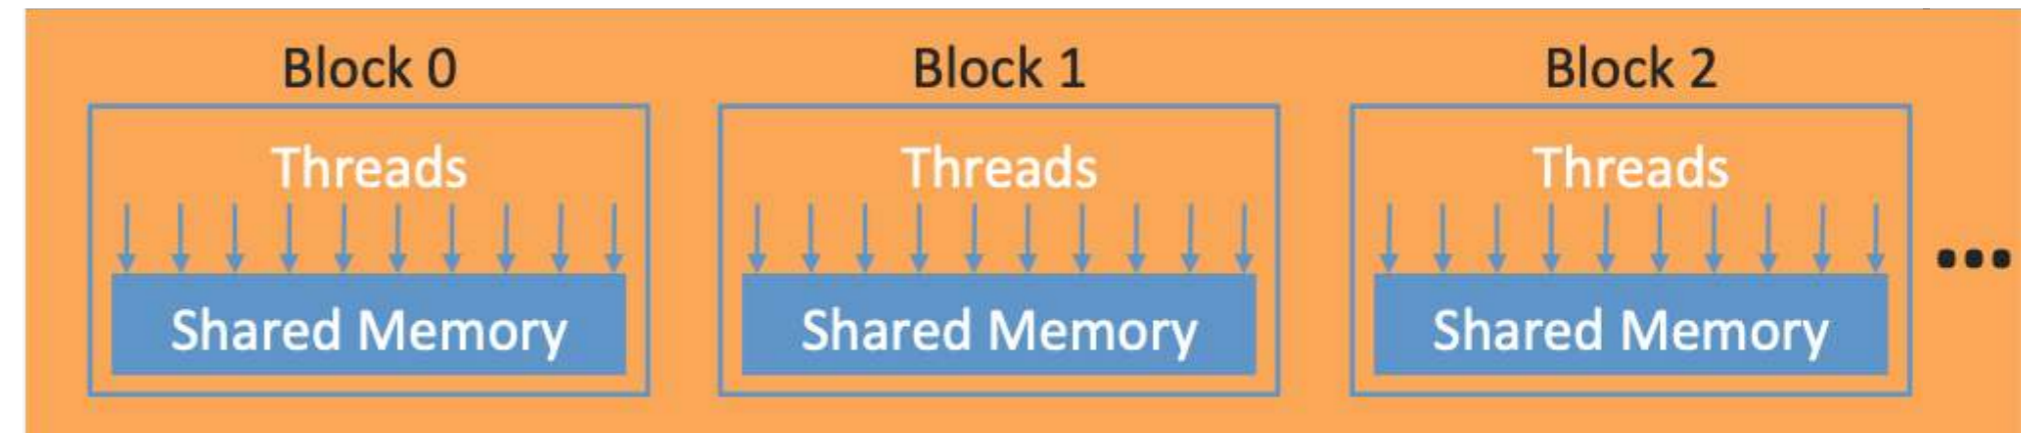 Block 0
Threads
Shared Memory
Block 1
Threads
Shared Memory
Block 2
Threads
Shared Memory
...